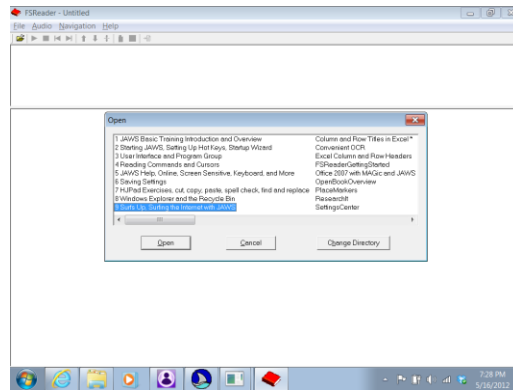 FSReader - Untitled
File Audio Navigation Help
Open
1 JAWS Basic Training Introduction and Overview
2 Starting JAWS, Setting Up Hot Keys, Startup Wizard
3 User Interface and Program Group
4 Reading Commands and Cursors
5 JAWS Help, Online, Screen Sensitive, Keyboard, and More
6 Saving Settings
7 HJPad Exercises, cut, copy, paste, spell check, find and replace
8 Windows Explorer and the Recycle Bin
9 Surfs Up: Surfing the Internet with JAWS
Column and Row Titles in Excel*
Convenient OCR
Excel Column and Row Headers
FSReaderGettingStarted
Office 2007 with MAGic and JAWS
OpenBookOverview
PlaceMarkers
ResearchIt
SettingsCenter
Open Cancel Change Directory
7:28 PM
5/16/2012